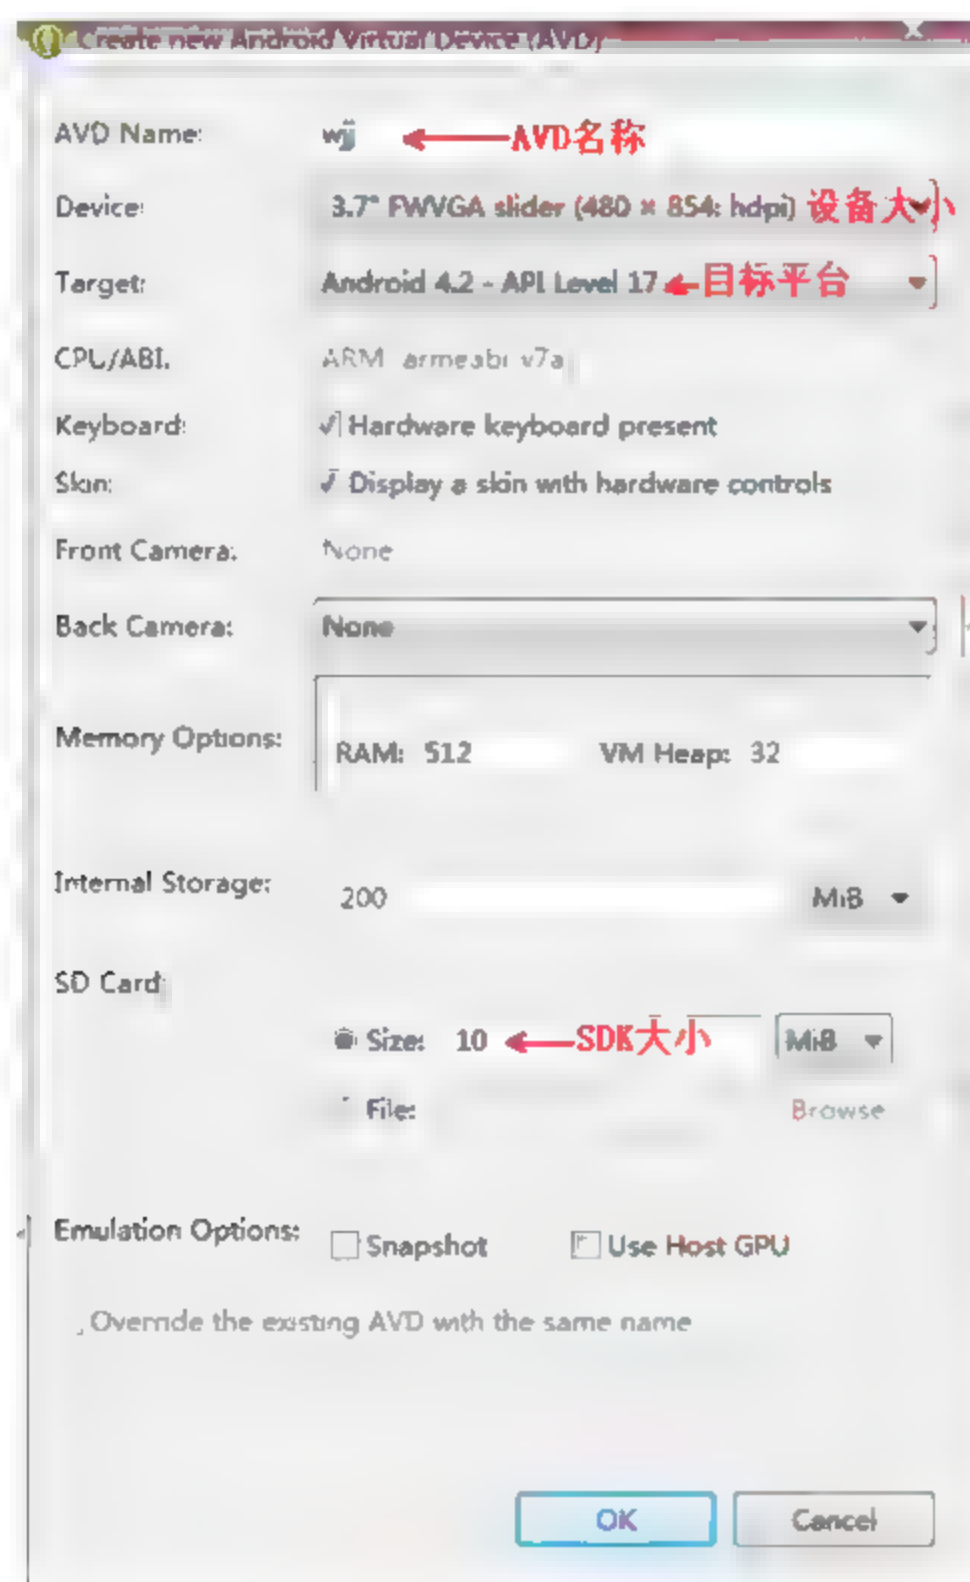 Create new Android Virtual Device (AVD)
AVD Name: wjj AVD名称
Device: 3.7" FWVGA slider (480 × 854: hdpi) 设备大小
Target: Android 4.2 - API Level 17 目标平台
CPU/ABI: ARM armeabi v7a
Keyboard: Hardware keyboard present
Skin: Display a skin with hardware controls
Front Camera: None
Back Camera: None
Memory Options: RAM: 512 VM Heap: 32
Internal Storage: 200 MiB
SD Card:
Size: 10 SDK大小 MiB
File: Browse
Emulation Options: Snapshot Use Host GPU
Override the existing AVD with the same name
OK Cancel